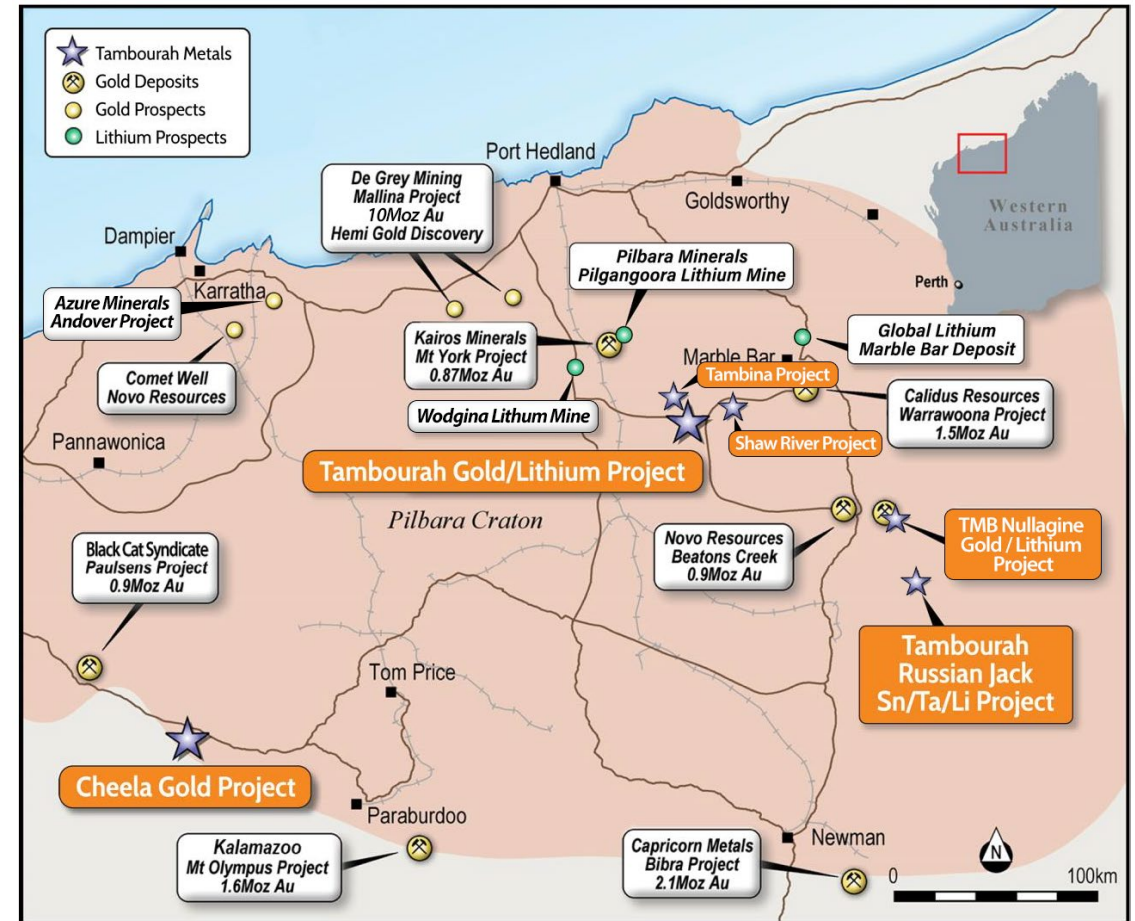 Tambourah Metals
Gold Deposits
Gold Prospects
Lithium Prospects
Port Hedland
De Grey Mining
Mallina Project
10Moz Au
Hemi Gold Discovery
Goldsworthy
Western
Australia
Perth
Dampier
Karratha
Pilbara Minerals
Pilgangoora Lithium Mine
Azure Minerals
Andover Project
Kairos Minerals
Mt York Project
0.87Moz Au
Marble Bar
Global Lithium
Marble Bar Deposit
Comet Well
Novo Resources
Tambina Project
Wodgina Lithum Mine
Calidus Resources
Warrawoona Project
1.5Moz Au
Pannawonica
Shaw River Project
Tambourah Gold/Lithium Project
Pilbara Craton
Novo Resources
Beatons Creek
0.9Moz Au
TMB Nullagine
Gold / Lithium
Project
Black Cat Syndicate
Paulsens Project
0.9Moz Au
Tambourah
Russian Jack
Sn/Ta/Li Project
Tom Price
Cheela Gold Project
Paraburdoo
Kalamazoo
Mt Olympus Project
1.6Moz Au
Capricorn Metals
Bibra Project
2.1Moz Au
Newman
N
0 100km